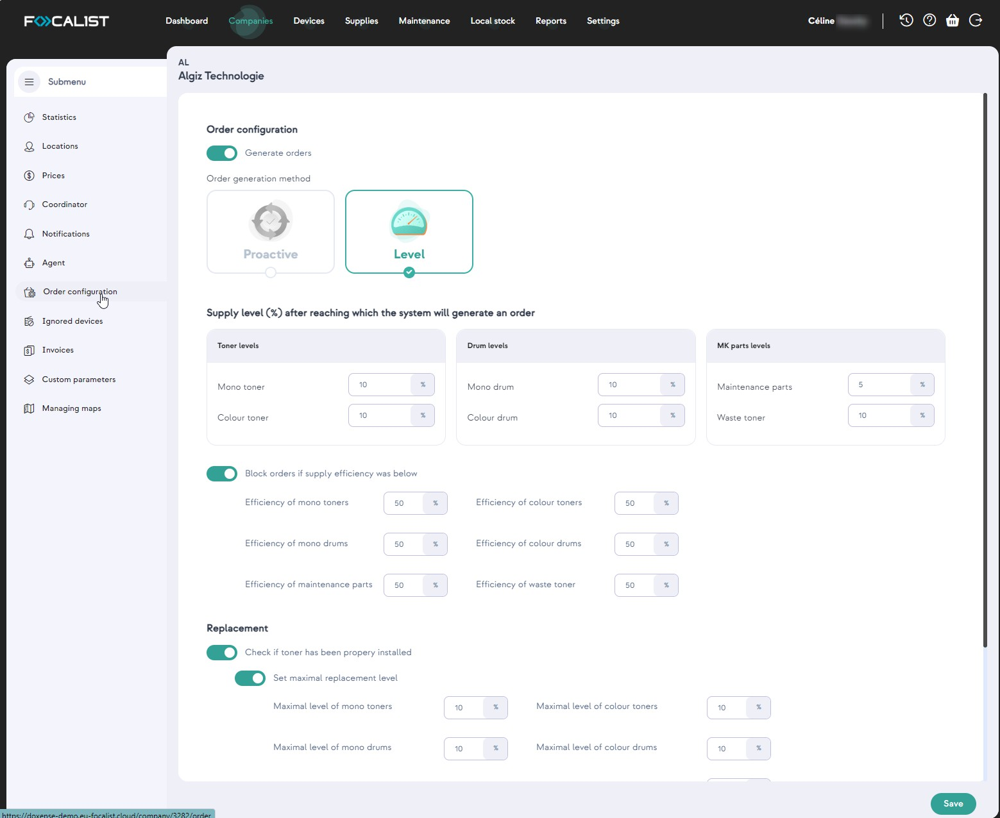 FOCALIST
Dashboard
Companies
Devices
Supplies
Maintenance
Local stock
Reports
Settings
Céline
Submenu
Statistics
Locations
Prices
Coordinator
Notifications
Agent
Order configuration
Ignored devices
Invoices
Custom parameters
Managing maps
AL
Algiz Technologie
Order configuration
Generate orders
Order generation method
Proactive
Level
Supply level (%) after reaching which the system will generate an order
Toner levels
Mono toner 10 %
Colour toner 10 %
Drum levels
Mono drum 10 %
Colour drum 10 %
MK parts levels
Maintenance parts 5 %
Waste toner 10 %
Block orders if supply efficiency was below
Efficiency of mono toners 50 % Efficiency of colour toners 50 %
Efficiency of mono drums 50 % Efficiency of colour drums 50 %
Efficiency of maintenance parts 50 % Efficiency of waste toner 50 %
Replacement
Check if toner has been propery installed
Set maximal replacement level
Maximal level of mono toners 10 % Maximal level of colour toners 10 %
Maximal level of mono drums 10 % Maximal level of colour drums 10 %
Save
https://doxense-demo.eu-focalist.cloud/company/3282/order